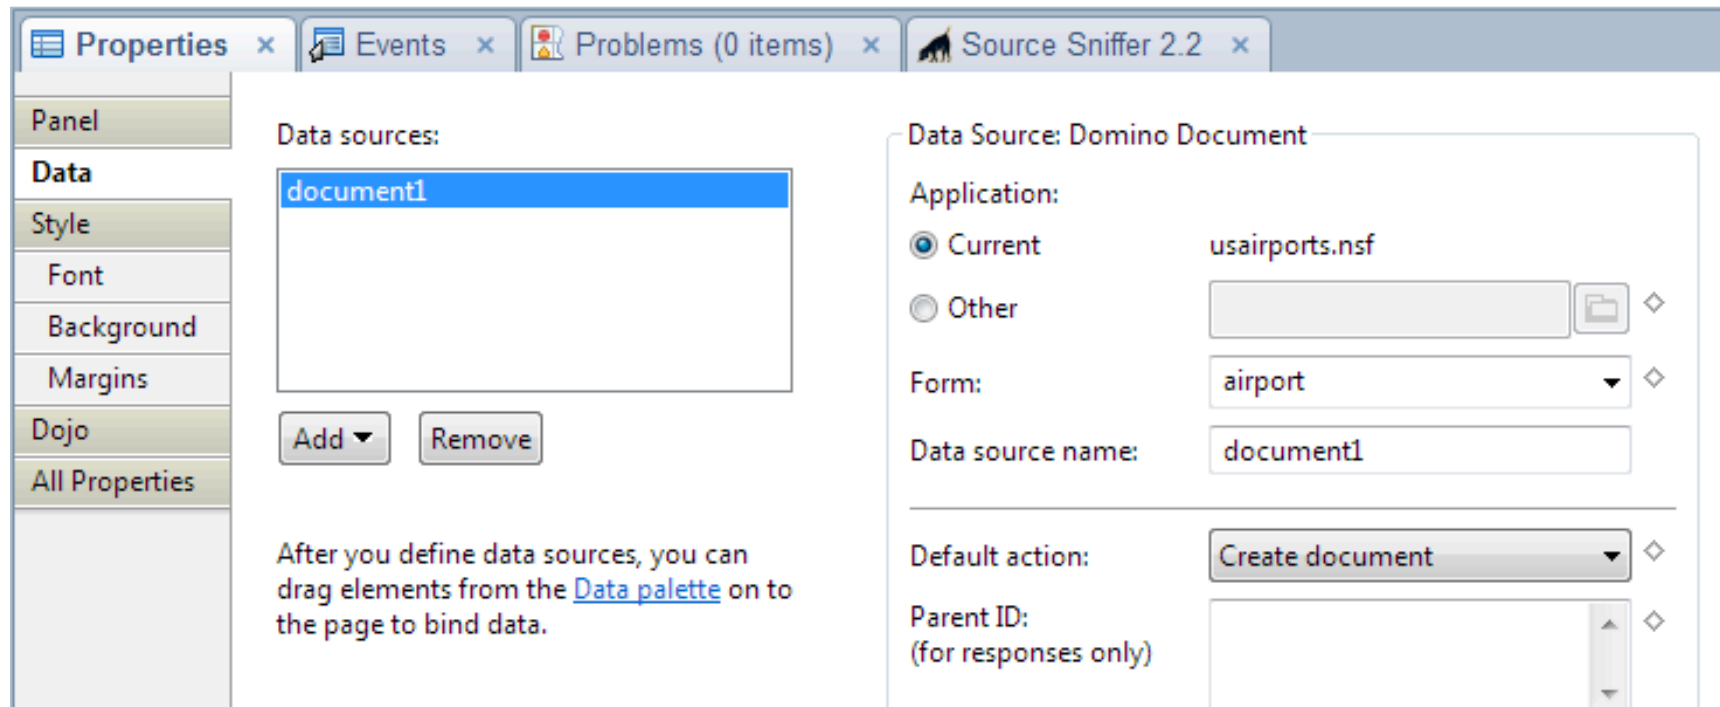 Properties
Events
Problems (0 items)
Source Sniffer 2.2
Panel
Data
Style
Font
Background
Margins
Dojo
All Properties
Data sources:
document1
Add
Remove
After you define data sources, you can
drag elements from the Data palette on to
the page to bind data.
Data Source: Domino Document
Application:
Current
usairports.nsf
Other
Form:
airport
Data source name:
document1
Default action:
Create document
Parent ID:
(for responses only)